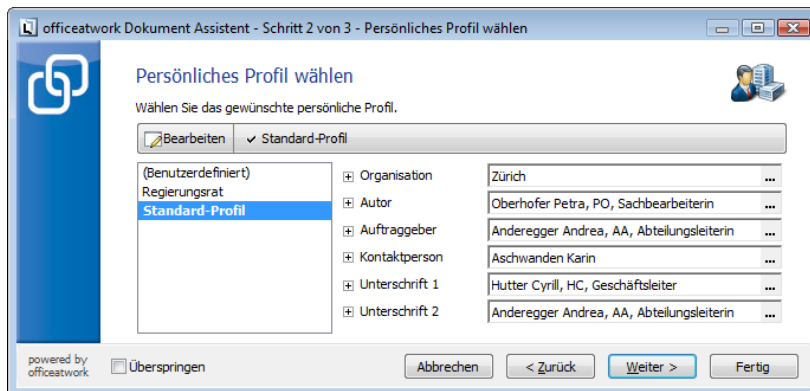 officeatwork Dokument Assistent - Schritt 2 von 3 - Persönliches Profil wählen
Persönliches Profil wählen
Wählen Sie das gewünschte persönliche Profil.
Bearbeiten ✓ Standard-Profil
(Benutzerdefiniert)
Regierungsrat
Standard-Profil
Organisation Zürich ...
Autor Oberhofer Petra, PO, Sachbearbeiterin ...
Auftraggeber Anderegger Andrea, AA, Abteilungsleiterin ...
Kontaktperson Aschwanden Karin ...
Unterschrift 1 Hutter Cyrill, HC, Geschäftsleiter ...
Unterschrift 2 Anderegger Andrea, AA, Abteilungsleiterin ...
powered by
officeatwork
Überspringen
Abbrechen
< Zurück
Weiter >
Fertig